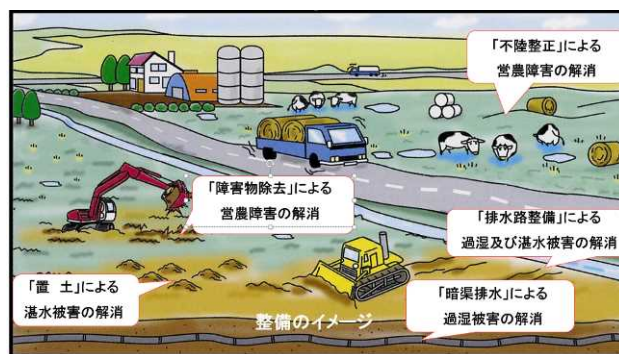 「不陸整正」による
営農障害の解消
「障害物除去」による
営農障害の解消
「排水路整備」による
過湿及び湛水被害の解消
「置　土」による
湛水被害の解消
「暗渠排水」による
過湿被害の解消
整備のイメージ